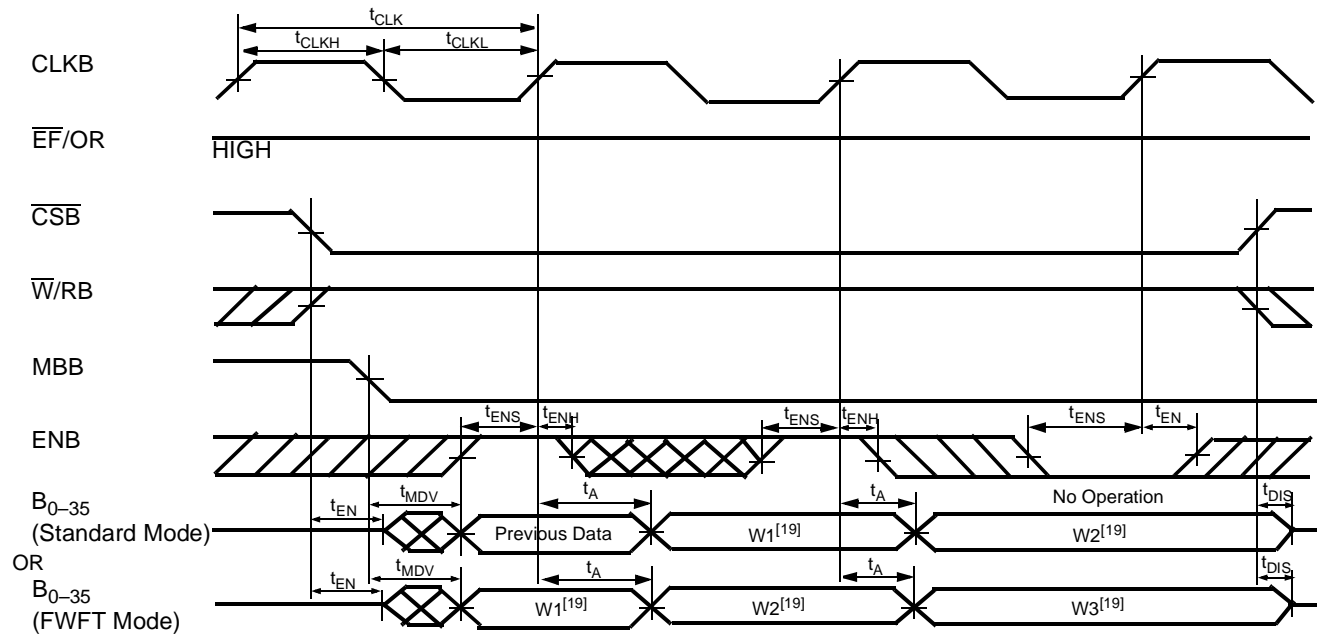 tCLK
tCLKH tCLKL
CLKB
EF/OR
HIGH
CSB
W/RB
MBB
tENS tENH tENS tENH tENS tEN
ENB
tMDV tA tA No Operation
B0–35
tEN tDIS
(Standard Mode) Previous Data W1[19] W2[19]
OR
tMDV tA tA tDIS
B0–35 tEN
(FWFT Mode) W1[19] W2[19] W3[19]